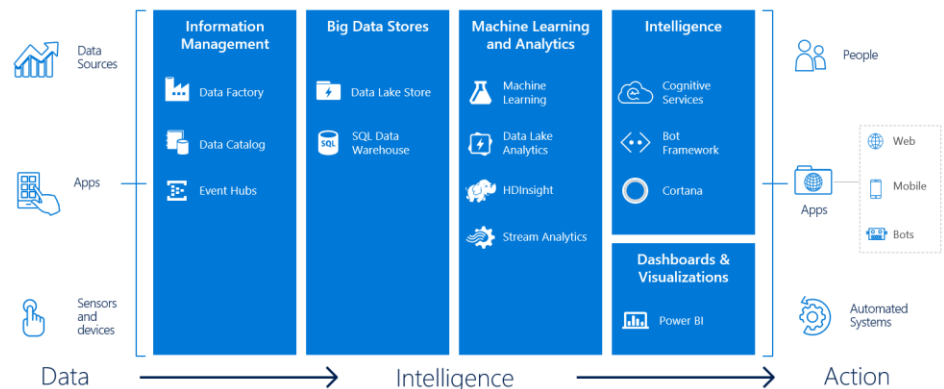 Data
Sources
Apps
Sensors
and
devices
Information
Management
Data Factory
Data Catalog
Event Hubs
Big Data Stores
Data Lake Store
SQL
SQL Data
Warehouse
Machine Learning
and Analytics
Machine
Learning
Data Lake
Analytics
HDInsight
Stream Analytics
Intelligence
Cognitive
Services
Bot
Framework
Cortana
Dashboards &
Visualizations
Power BI
People
Apps
Web
Mobile
Bots
Automated
Systems
Data
Intelligence
Action